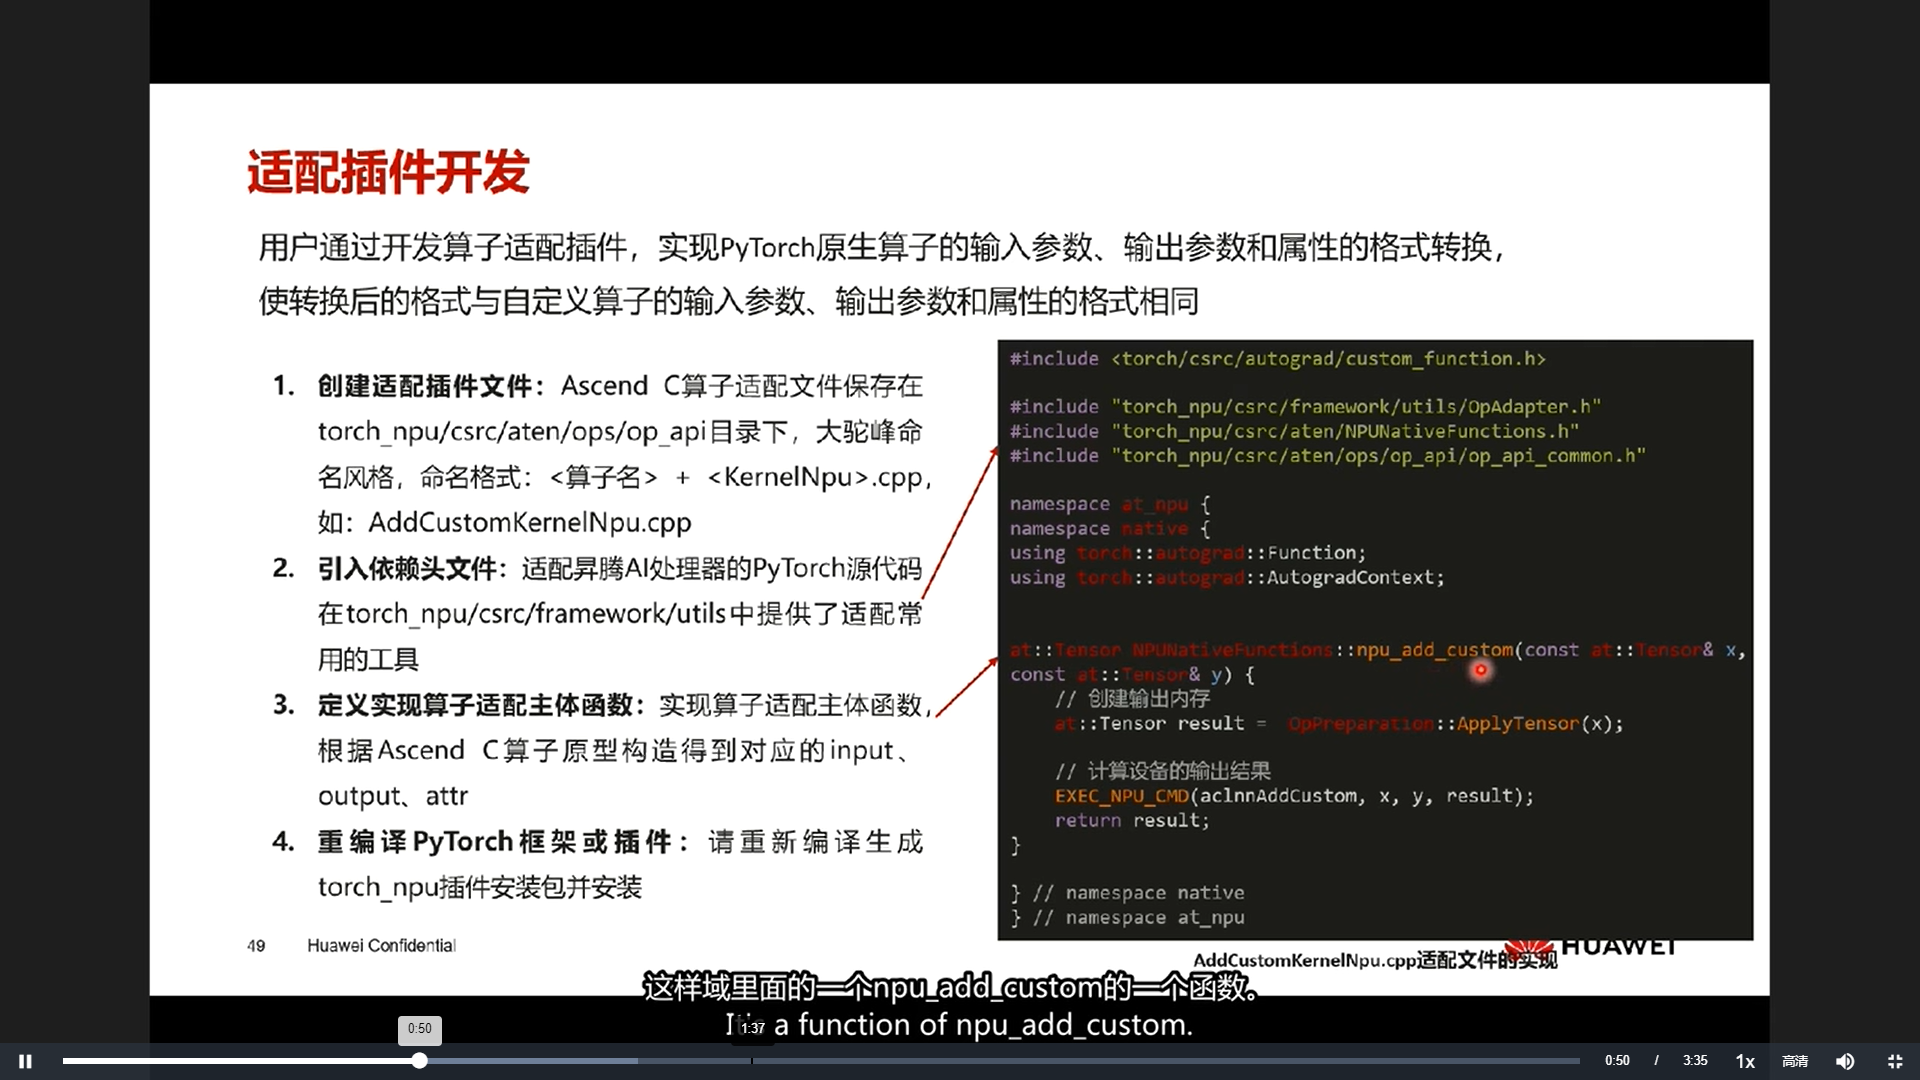 适配插件开发
用户通过开发算子适配插件，实现PyTorch原生算子的输入参数、输出参数和属性的格式转换，
使转换后的格式与自定义算子的输入参数、输出参数和属性的格式相同
1. 创建适配插件文件：Ascend C算子适配文件保存在
torch_npu/csrc/aten/ops/op_api目录下，大驼峰命
名风格，命名格式：<算子名> + <KernelNpu>.cpp，
如：AddCustomKernelNpu.cpp
2. 引入依赖头文件：适配昇腾AI处理器的PyTorch源代码
在torch_npu/csrc/framework/utils中提供了适配常
用的工具
3. 定义实现算子适配主体函数：实现算子适配主体函数，
根据Ascend C算子原型构造得到对应的input、
output、attr
4. 重编译PyTorch框架或插件：请重新编译生成
torch_npu插件安装包并安装
#include <torch/csrc/autograd/custom_function.h>
#include "torch_npu/csrc/framework/utils/OpAdapter.h"
#include "torch_npu/csrc/aten/NPUNativeFunctions.h"
#include "torch_npu/csrc/aten/ops/op_api/op_api_common.h"
namespace at_npu {
namespace native {
using torch::autograd::Function;
using torch::autograd::AutogradContext;
at::Tensor NPUNativeFunctions::npu_add_custom(const at::Tensor& x,
const at::Tensor& y) {
// 创建输出内存
at::Tensor result = OpPreparation::ApplyTensor(x);
// 计算设备的输出结果
EXEC_NPU_CMD(aclnnAddCustom, x, y, result);
return result;
}
} // namespace native
} // namespace at_npu
49 Huawei Confidential
HUAWEI
AddCustomKernelNpu.cpp适配文件的实现
这样域里面的一个npu_add_custom的一个函数。
a function of npu_add_custom.
0:50
1:37
0:50 / 3:35 1x 高清